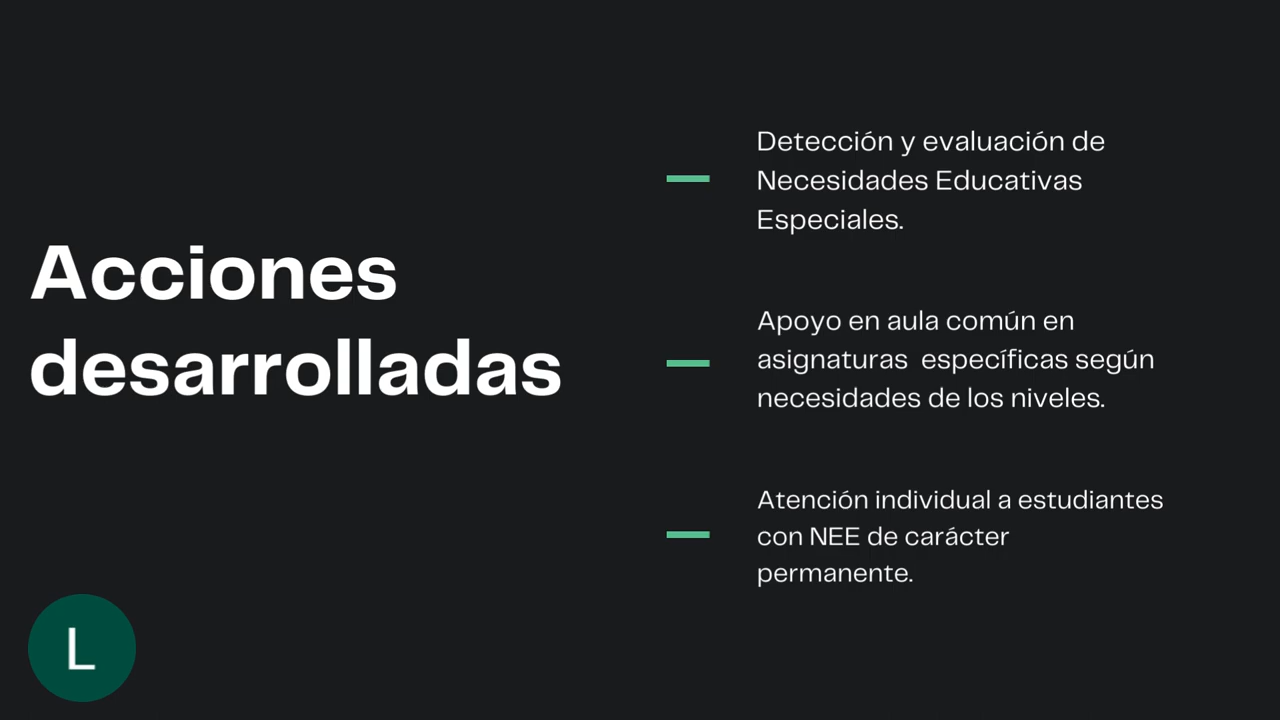 Acciones
desarrolladas
Detección y evaluación de
Necesidades Educativas
Especiales.
Apoyo en aula común en
asignaturas  específicas según
necesidades de los niveles.
Atención individual a estudiantes
con NEE de carácter
permanente.
L